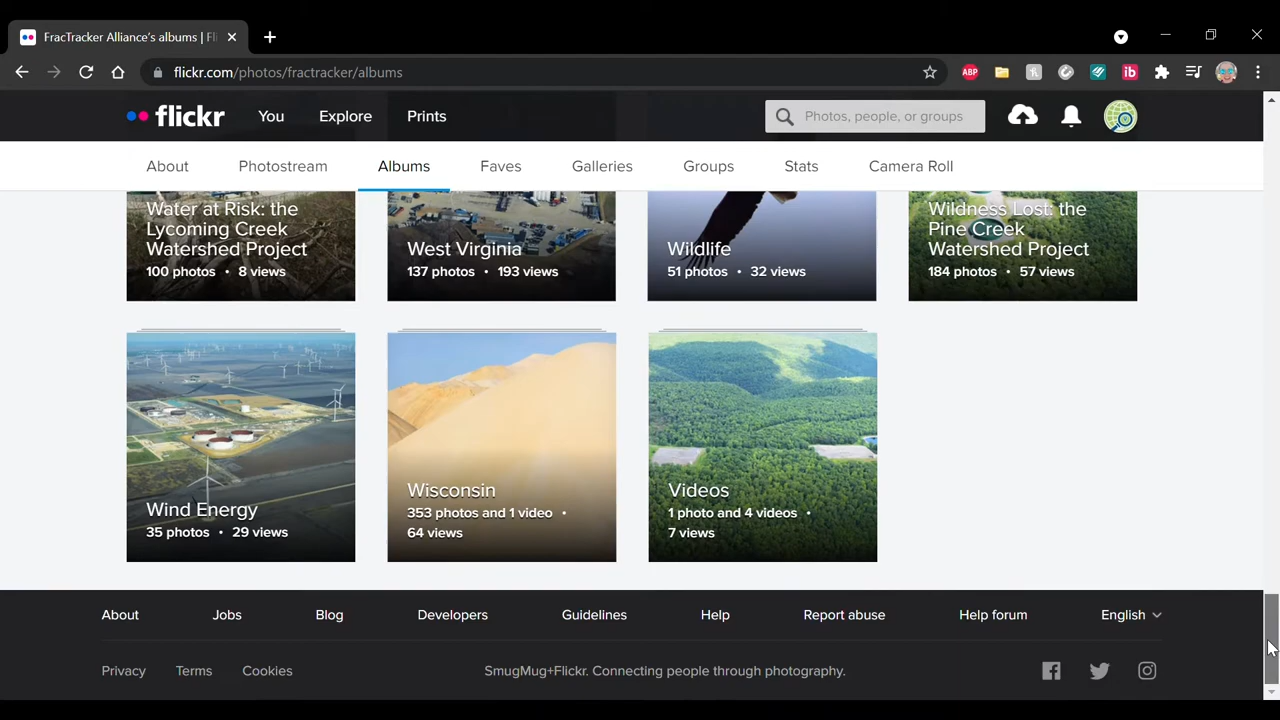 FracTracker Alliance's albums | Fli
flickr.com/photos/fractracker/albums
ABP
flickr
You
Explore
Prints
Photos, people, or groups
About
Photostream
Albums
Faves
Galleries
Groups
Stats
Camera Roll
Water at Risk: the
Lycoming Creek
Watershed Project
100 photos • 8 views
West Virginia
137 photos • 193 views
Wildlife
51 photos • 32 views
Wildness Lost: the
Pine Creek
Watershed Project
184 photos • 57 views
Wind Energy
35 photos • 29 views
Wisconsin
353 photos and 1 video •
64 views
Videos
1 photo and 4 videos •
7 views
About
Jobs
Blog
Developers
Guidelines
Help
Report abuse
Help forum
English
Privacy
Terms
Cookies
SmugMug+Flickr. Connecting people through photography.